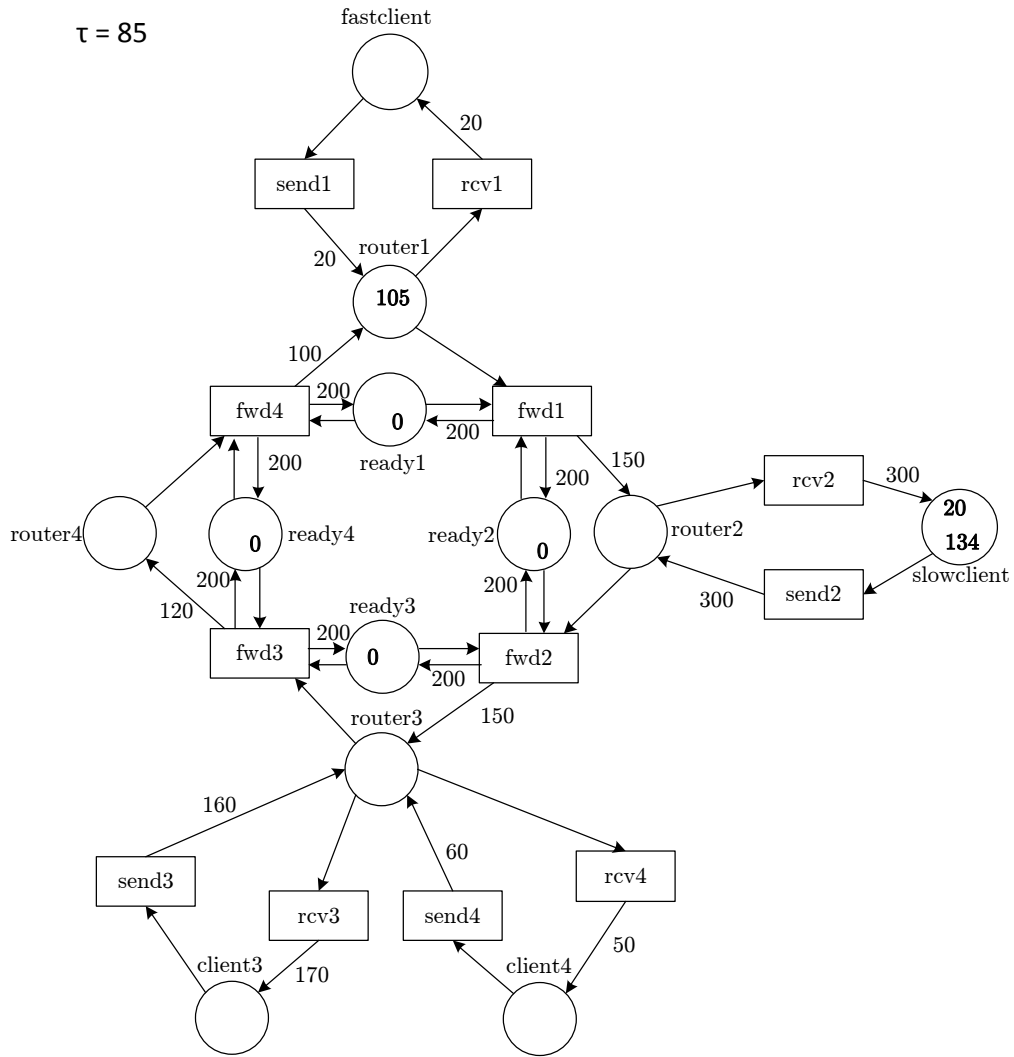 fastclient
τ = 85
20
send1
rcv1
router1
20
105
100
200
fwd4
fwd1
0
200
ready1
200
150
200
rcv2
300
20
router4
0
ready4
ready2
0
router2
134
slowclient
200
200
300
send2
120
ready3
200
fwd3
0
fwd2
200
router3
150
160
60
send3
rcv4
rcv3
send4
50
client3
170
client4